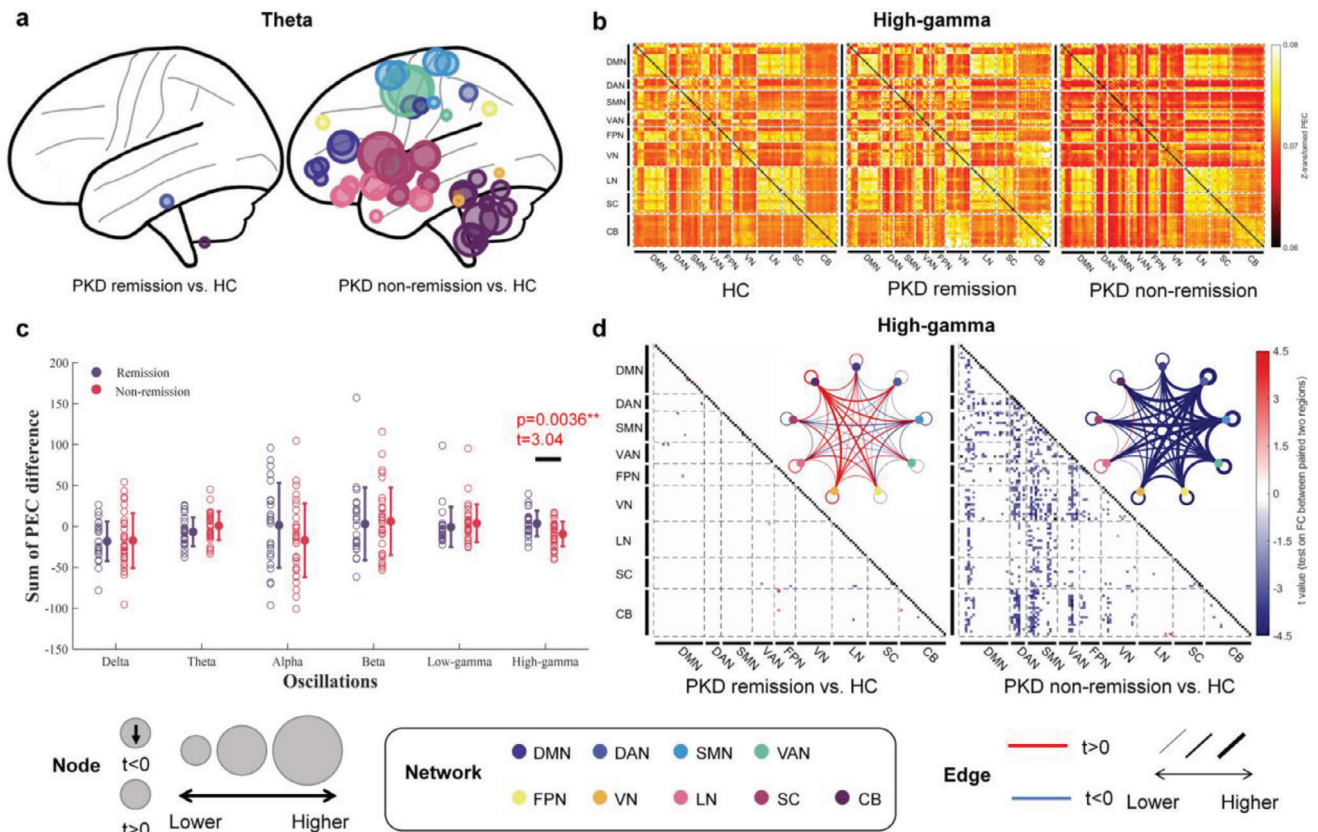 a
Theta
PKD remission vs. HC
PKD non-remission vs. HC
b
High-gamma
DMN
DAN
SMN
VAN
FPN
VN
LN
SC
CB
DMN DAN SMN VAN FPN VN LN SC CB
HC
DMN DAN SMN VAN FPN VN LN SC CB
PKD remission
DMN DAN SMN VAN FPN VN LN SC CB
PKD non-remission
0.08
Z-transformed PEC
0.06
c
Sum of PEC difference
200
150
100
50
0
-50
-100
-150
Remission
Non-remission
p=0.0036**
t=3.04
Delta Theta Alpha Beta Low-gamma High-gamma
Oscillations
d
High-gamma
DMN
DAN
SMN
VAN
FPN
VN
LN
SC
CB
DMN DAN SMN VAN FPN VN LN SC CB
PKD remission vs. HC
DMN DAN SMN VAN FPN VN LN SC CB
PKD non-remission vs. HC
4.5
3
1.5
0
-1.5
-3
-4.5
t value (test on FC between paired two regions)
Node
t<0
t>0
Lower Higher
Network
DMN DAN SMN VAN
FPN VN LN SC CB
Edge
t>0
t<0
Lower Higher